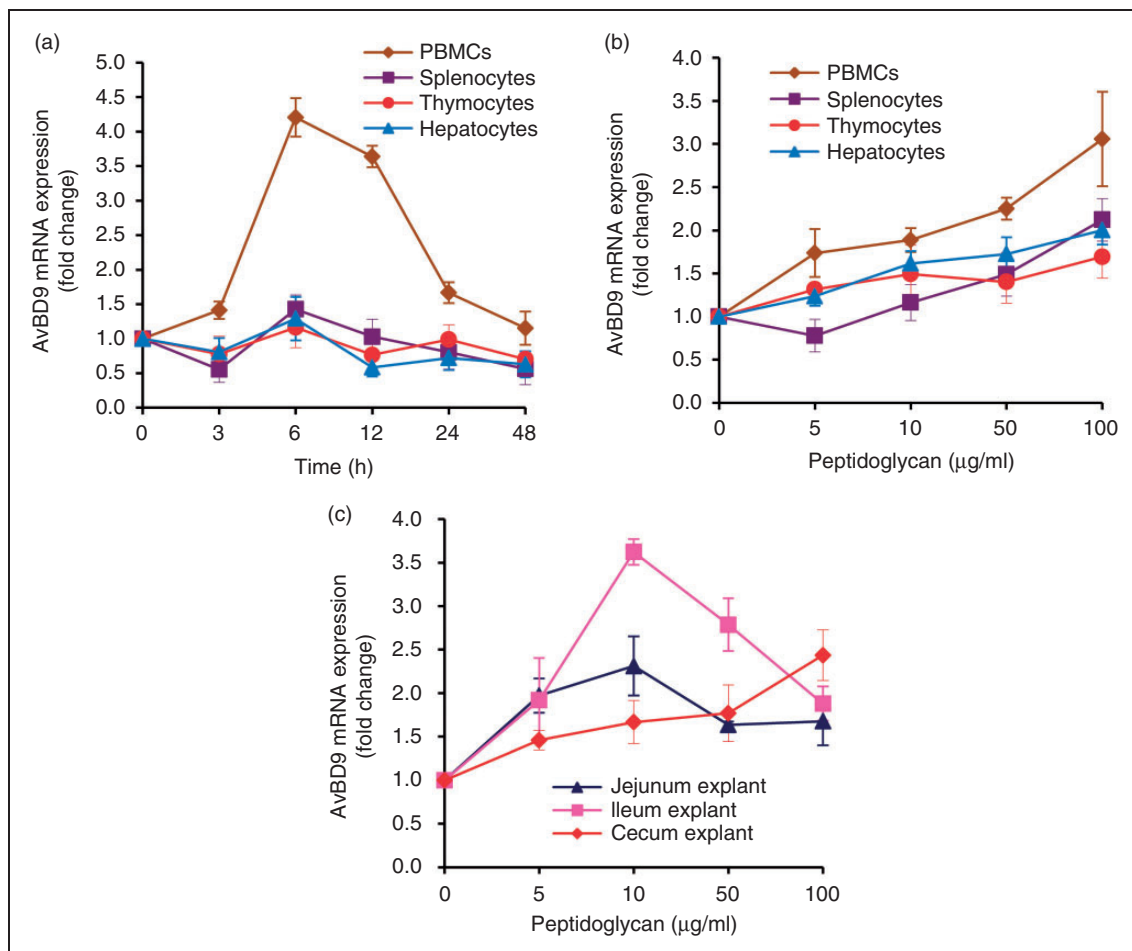 (a)
AvBD9 mRNA expression
(fold change)
5.0
4.5
4.0
3.5
3.0
2.5
2.0
1.5
1.0
0.5
0.0
PBMCs
Splenocytes
Thymocytes
Hepatocytes
0 3 6 12 24 48
Time (h)
(b)
AvBD9 mRNA expression
(fold change)
4.0
3.5
3.0
2.5
2.0
1.5
1.0
0.5
0.0
PBMCs
Splenocytes
Thymocytes
Hepatocytes
0 5 10 50 100
Peptidoglycan (μg/ml)
(c)
AvBD9 mRNA expression
(fold change)
4.0
3.5
3.0
2.5
2.0
1.5
1.0
0.5
0.0
Jejunum explant
Ileum explant
Cecum explant
0 5 10 50 100
Peptidoglycan (μg/ml)